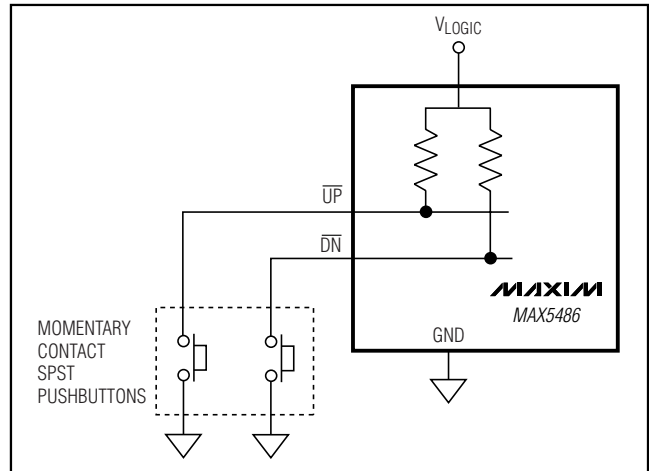 VLOGIC
UP
DN
MAXIM
MAX5486
GND
MOMENTARY
CONTACT
SPST
PUSHBUTTONS